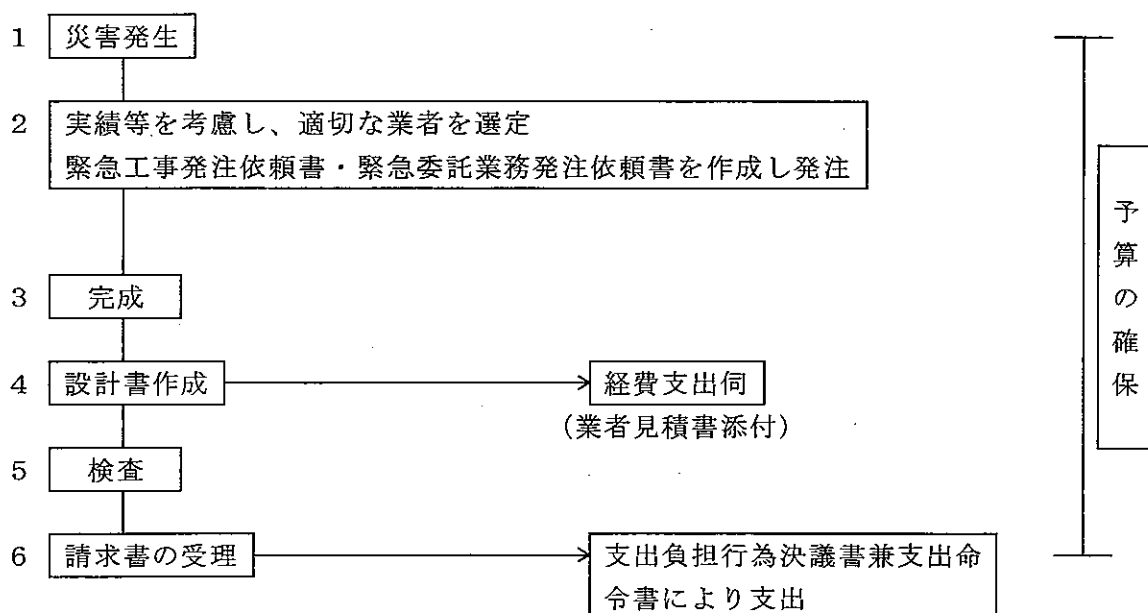 1 災害発生
2 実績等を考慮し、適切な業者を選定
緊急工事発注依頼書・緊急委託業務発注依頼書を作成し発注
3 完成
4 設計書作成 経費支出伺
(業者見積書添付)
5 検査
6 請求書の受理 支出負担行為決議書兼支出命
令書により支出
予算の確保